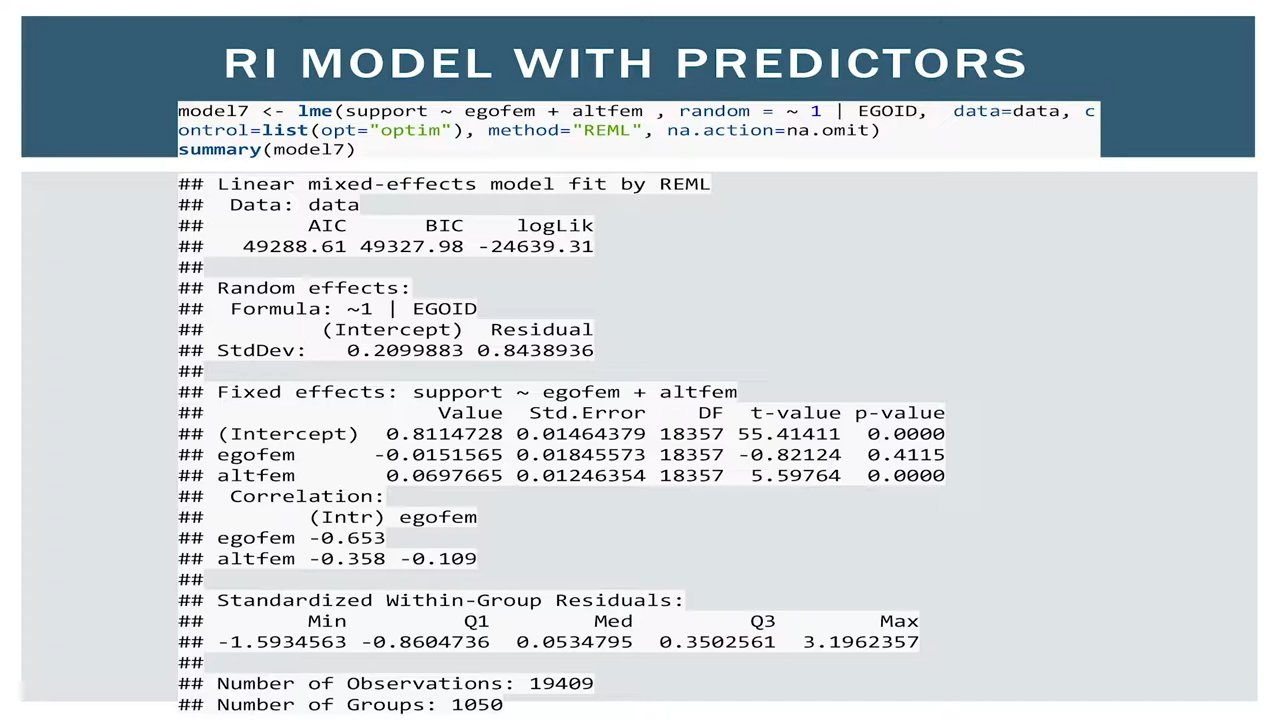 RI MODEL WITH PREDICTORS
model7 <- lme(support ~ egofem + altfem , random = ~ 1 | EGOID,  data=data, c
ontrol=list(opt="optim"), method="REML", na.action=na.omit)
summary(model7)
## Linear mixed-effects model fit by REML
##  Data: data
##        AIC      BIC    logLik
##   49288.61 49327.98 -24639.31
##
## Random effects:
##  Formula: ~1 | EGOID
##         (Intercept)  Residual
## StdDev:   0.2099883 0.8438936
##
## Fixed effects: support ~ egofem + altfem
##                  Value  Std.Error    DF  t-value p-value
## (Intercept)  0.8114728 0.01464379 18357 55.41411  0.0000
## egofem      -0.0151565 0.01845573 18357 -0.82124  0.4115
## altfem       0.0697665 0.01246354 18357  5.59764  0.0000
##  Correlation:
##        (Intr) egofem
## egofem -0.653
## altfem -0.358 -0.109
##
## Standardized Within-Group Residuals:
##        Min         Q1        Med         Q3        Max
## -1.5934563 -0.8604736  0.0534795  0.3502561  3.1962357
##
## Number of Observations: 19409
## Number of Groups: 1050